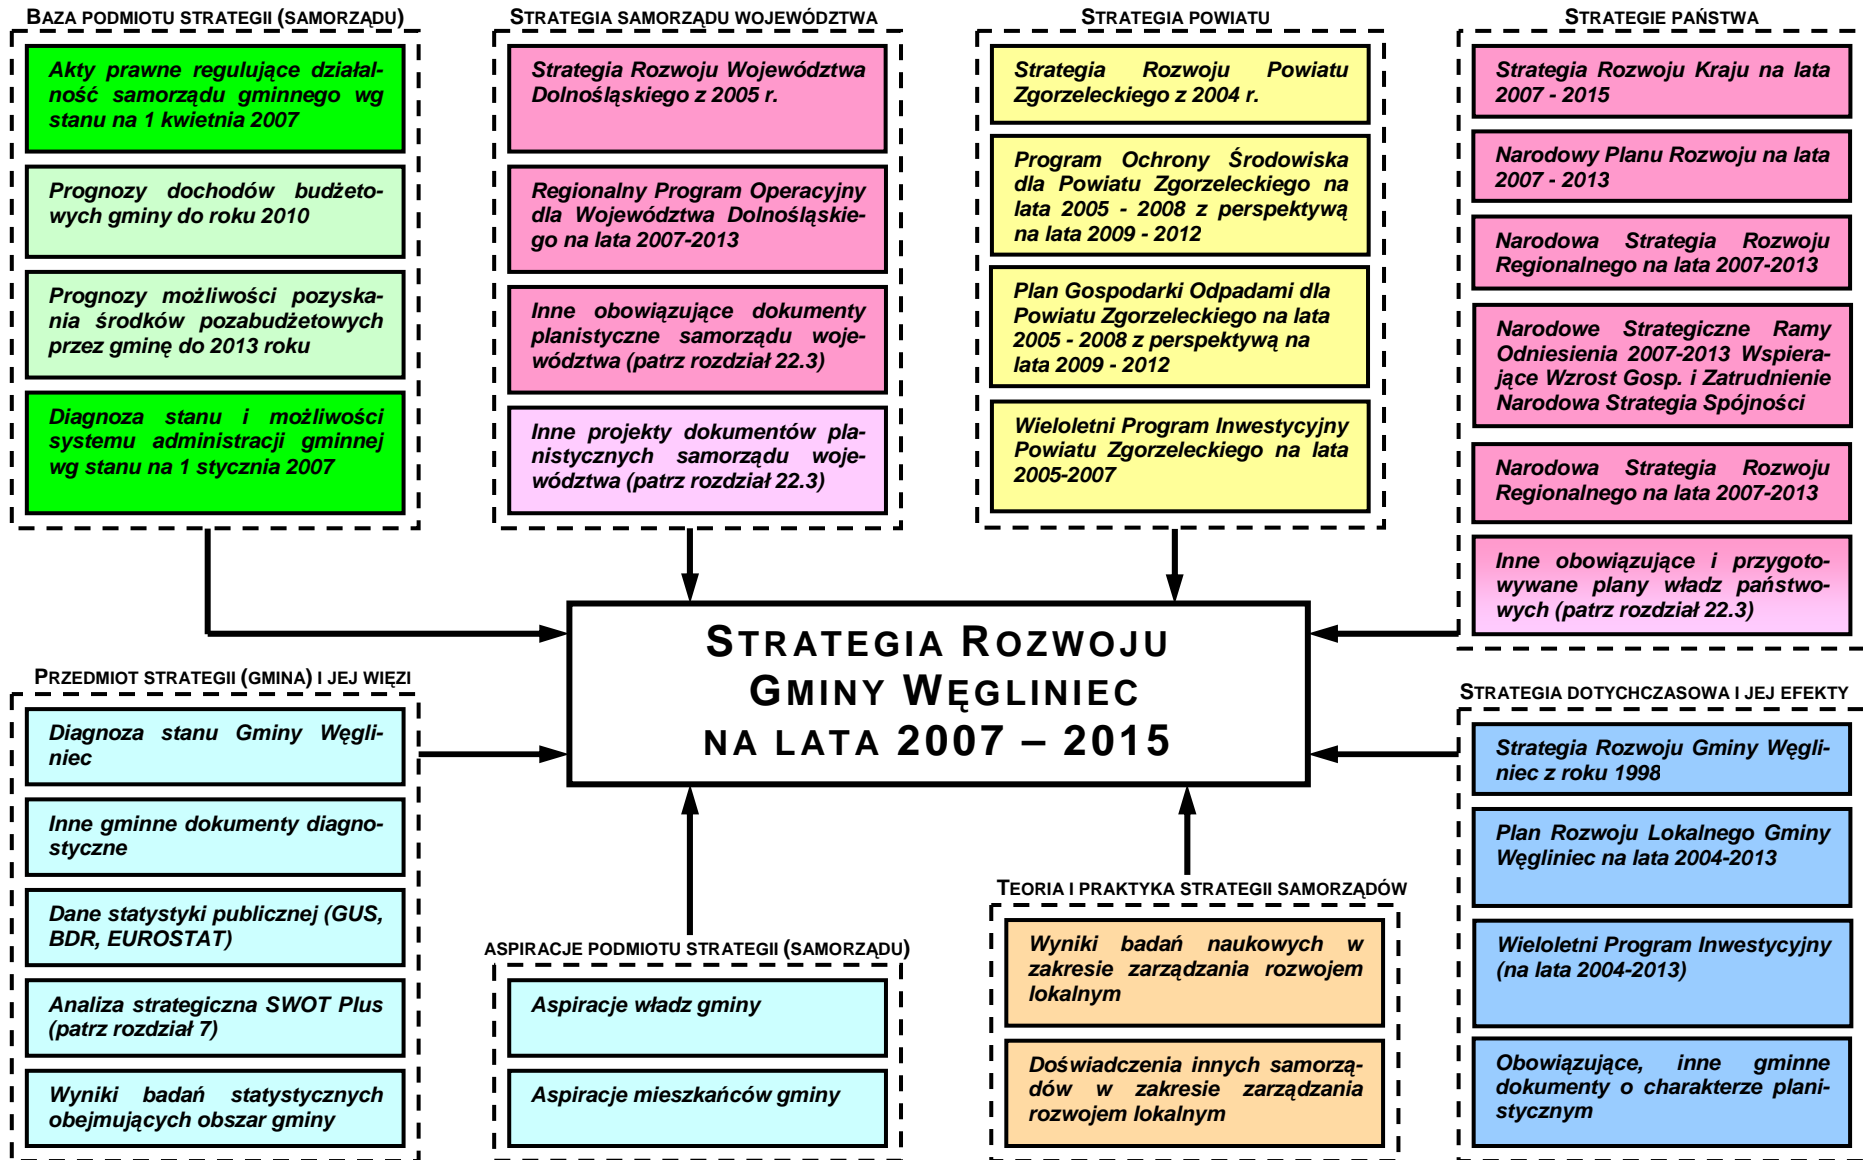 BAZA PODMIOTU STRATEGII (SAMORZĄDU)
Akty prawne regulujące działal-
ność samorządu gminnego wg
stanu na 1 kwietnia 2007
Prognozy dochodów budżeto-
wych gminy do roku 2010
Prognozy możliwości pozyska-
nia środków pozabudżetowych
przez gminę do 2013 roku
Diagnoza stanu i możliwości
systemu administracji gminnej
wg stanu na 1 stycznia 2007
STRATEGIA SAMORZĄDU WOJEWÓDZTWA
Strategia Rozwoju Województwa
Dolnośląskiego z 2005 r.
Regionalny Program Operacyjny
dla Województwa Dolnośląskie-
go na lata 2007-2013
Inne obowiązujące dokumenty
planistyczne samorządu woje-
wództwa (patrz rozdział 22.3)
Inne projekty dokumentów pla-
nistycznych samorządu woje-
wództwa (patrz rozdział 22.3)
STRATEGIA POWIATU
Strategia Rozwoju Powiatu
Zgorzeleckiego z 2004 r.
Program Ochrony Środowiska
dla Powiatu Zgorzeleckiego na
lata 2005 - 2008 z perspektywą
na lata 2009 - 2012
Plan Gospodarki Odpadami dla
Powiatu Zgorzeleckiego na lata
2005 - 2008 z perspektywą na
lata 2009 - 2012
Wieloletni Program Inwestycyjny
Powiatu Zgorzeleckiego na lata
2005-2007
STRATEGIE PAŃSTWA
Strategia Rozwoju Kraju na lata
2007 - 2015
Narodowy Planu Rozwoju na lata
2007 - 2013
Narodowa Strategia Rozwoju
Regionalnego na lata 2007-2013
Narodowe Strategiczne Ramy
Odniesienia 2007-2013 Wspiera-
jące Wzrost Gosp. i Zatrudnienie
Narodowa Strategia Spójności
Narodowa Strategia Rozwoju
Regionalnego na lata 2007-2013
Inne obowiązujące i przygoto-
wywane plany władz państwo-
wych (patrz rozdział 22.3)
STRATEGIA ROZWOJU
GMINY WĘGLINIEC
NA LATA 2007 – 2015
PRZEDMIOT STRATEGII (GMINA) I JEJ WIĘZI
Diagnoza stanu Gminy Węgli-
niec
Inne gminne dokumenty diagno-
styczne
Dane statystyki publicznej (GUS,
BDR, EUROSTAT)
Analiza strategiczna SWOT Plus
(patrz rozdział 7)
Wyniki badań statystycznych
obejmujących obszar gminy
ASPIRACJE PODMIOTU STRATEGII (SAMORZĄDU)
Aspiracje władz gminy
Aspiracje mieszkańców gminy
TEORIA I PRAKTYKA STRATEGII SAMORZĄDÓW
Wyniki badań naukowych w
zakresie zarządzania rozwojem
lokalnym
Doświadczenia innych samorzą-
dów w zakresie zarządzania
rozwojem lokalnym
STRATEGIA DOTYCHCZASOWA I JEJ EFEKTY
Strategia Rozwoju Gminy Węgli-
niec z roku 1998
Plan Rozwoju Lokalnego Gminy
Węgliniec na lata 2004-2013
Wieloletni Program Inwestycyjny
(na lata 2004-2013)
Obowiązujące, inne gminne
dokumenty o charakterze plani-
stycznym